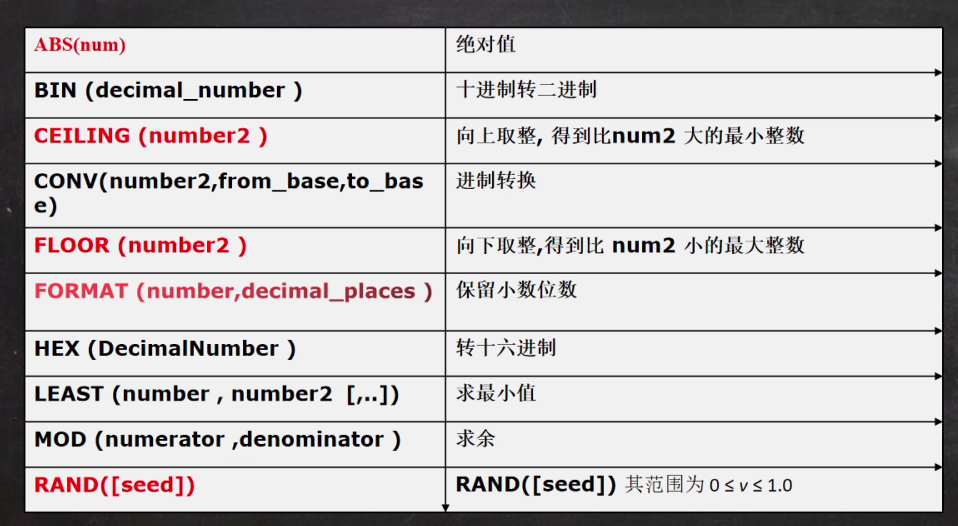 ABS(num)
绝对值
BIN (decimal_number )
十进制转二进制
CEILING (number2 )
向上取整, 得到比num2 大的最小整数
CONV(number2,from_base,to_bas
e)
进制转换
FLOOR (number2 )
向下取整,得到比 num2 小的最大整数
FORMAT (number,decimal_places )
保留小数位数
HEX (DecimalNumber )
转十六进制
LEAST (number , number2  [,..])
求最小值
MOD (numerator ,denominator )
求余
RAND([seed])
RAND([seed]) 其范围为 0 ≤ v ≤ 1.0